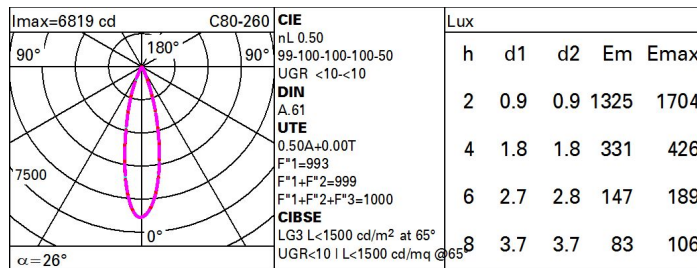 Imax=6819 cd C80-260
90° 180° 90°
7500
0°
α=26°
CIE
nL 0.50
99-100-100-100-50
UGR <10-<10
DIN
A.61
UTE
0.50A+0.00T
F"1=993
F"1+F"2=999
F"1+F"2+F"3=1000
CIBSE
LG3 L<1500 cd/m² at 65°
UGR<10 | L<1500 cd/mq @65°
Lux
h d1 d2 Em Emax
2 0.9 0.9 1325 1704
4 1.8 1.8 331 426
6 2.7 2.8 147 189
8 3.7 3.7 83 106